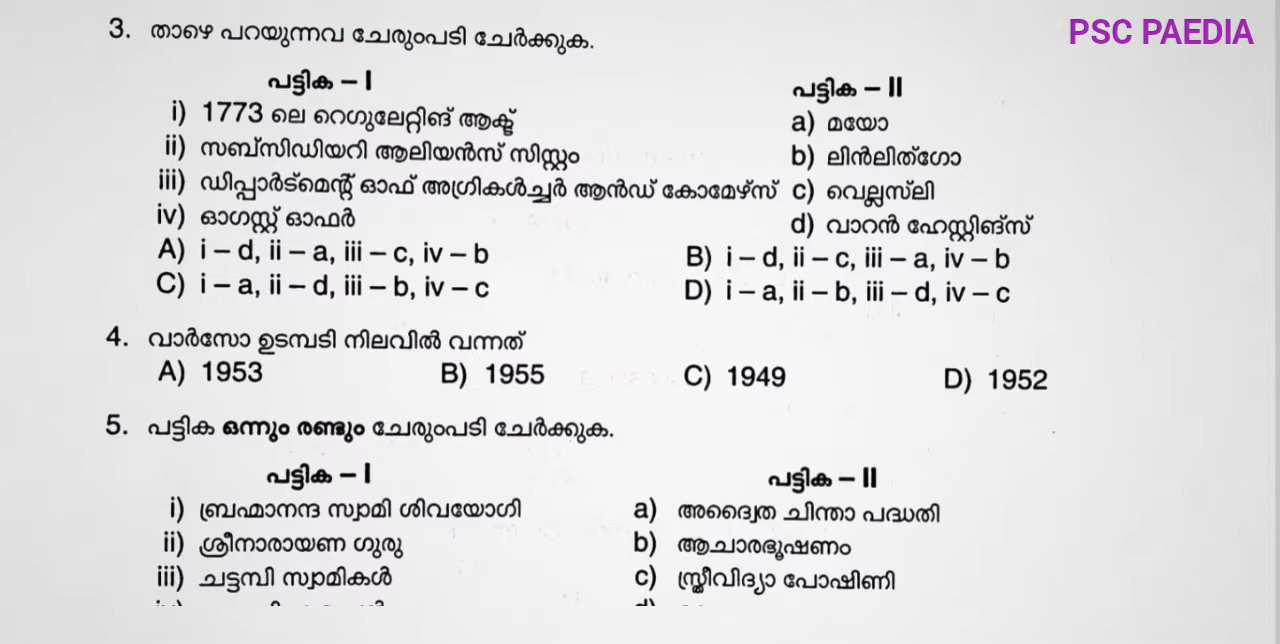 PSC PAEDIA
3. താഴെ പറയുന്നവ ചേരുംപടി ചേർക്കുക.
പട്ടിക – I പട്ടിക – II
i) 1773 ലെ റെഗുലേറ്റിങ് ആക്ട് a) മയോ
ii) സബ്സിഡിയറി ആലിയൻസ് സിസ്റ്റം b) ലിൻലിത്ഗോ
iii) ഡിപ്പാർട്മെന്റ് ഓഫ് അഗ്രികൾച്ചർ ആൻഡ് കോമേഴ്സ് c) വെല്ലസ്‌ലി
iv) ഓഗസ്റ്റ് ഓഫർ d) വാറൻ ഹേസ്റ്റിങ്സ്
A) i – d, ii – a, iii – c, iv – b B) i – d, ii – c, iii – a, iv – b
C) i – a, ii – d, iii – b, iv – c D) i – a, ii – b, iii – d, iv – c
4. വാർസോ ഉടമ്പടി നിലവിൽ വന്നത്
A) 1953 B) 1955 C) 1949 D) 1952
5. പട്ടിക ഒന്നും രണ്ടും ചേരുംപടി ചേർക്കുക.
പട്ടിക – I പട്ടിക – II
i) ബ്രഹ്മാനന്ദ സ്വാമി ശിവയോഗി a) അദ്വൈത ചിന്താ പദ്ധതി
ii) ശ്രീനാരായണ ഗുരു b) ആചാരഭൂഷണം
iii) ചട്ടമ്പി സ്വാമികൾ c) സ്ത്രീവിദ്യാ പോഷിണി